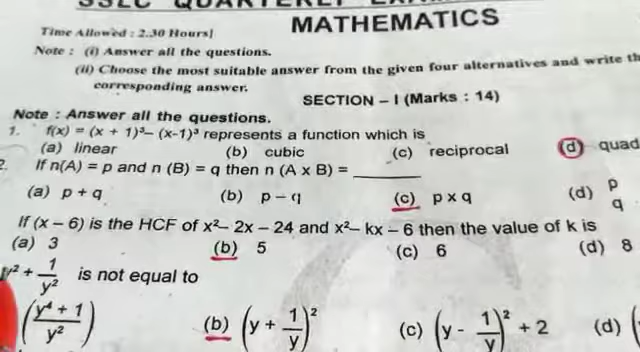 MATHEMATICS
Time Allowed : 2.30 Hours]
Note : (i) Answer all the questions.
(ii) Choose the most suitable answer from the given four alternatives and write
corresponding answer.
SECTION – I (Marks : 14)
Note : Answer all the questions.
1. f(x) = (x + 1)³– (x-1)³ represents a function which is
(a) linear (b) cubic (c) reciprocal (d)
2. If n(A) = p and n (B) = q then n (A x B) = ________
(a) p + q (b) p – q (c) p x q (d) p/q
If (x – 6) is the HCF of x²– 2x – 24 and x²– kx – 6 then the value of k is
(a) 3 (b) 5 (c) 6 (d) 8
y² + 1/y² is not equal to
(y⁴ + 1)/y² (b) (y + 1/y)² (c) (y - 1/y)² + 2 (d)